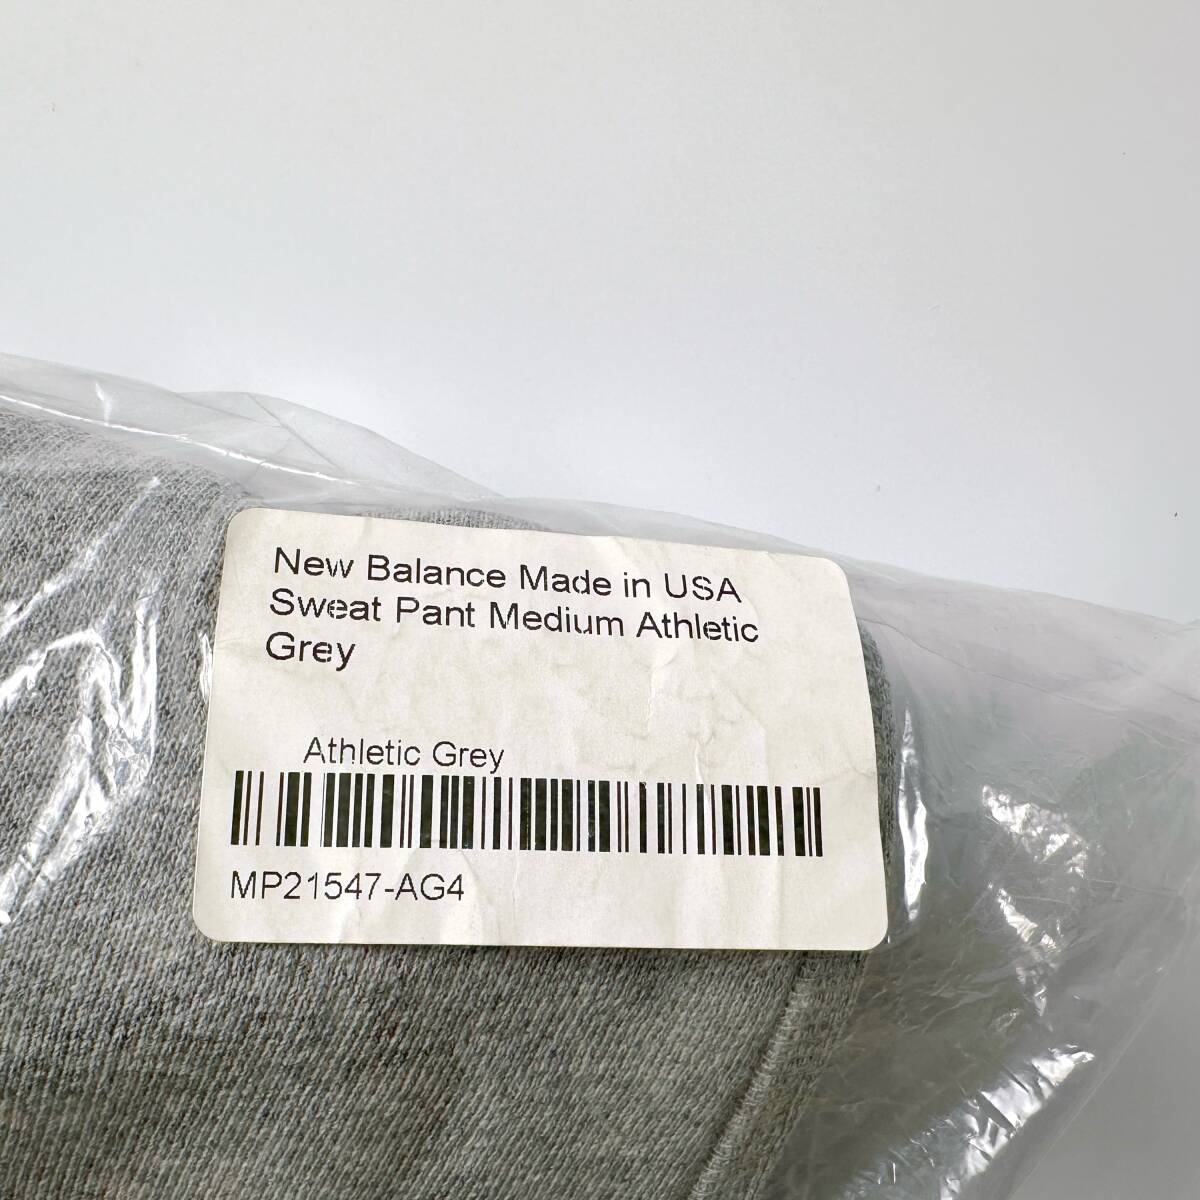 New Balance Made in USA
Sweat Pant Medium Athletic
Grey
Athletic Grey
MP21547-AG4